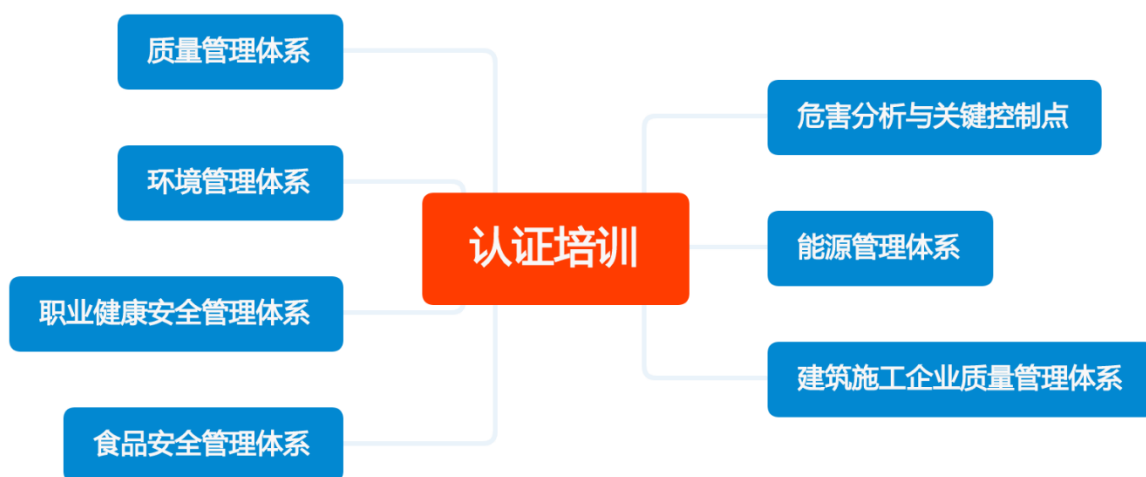 质量管理体系
环境管理体系
职业健康安全管理体系
食品安全管理体系
认证培训
危害分析与关键控制点
能源管理体系
建筑施工企业质量管理体系